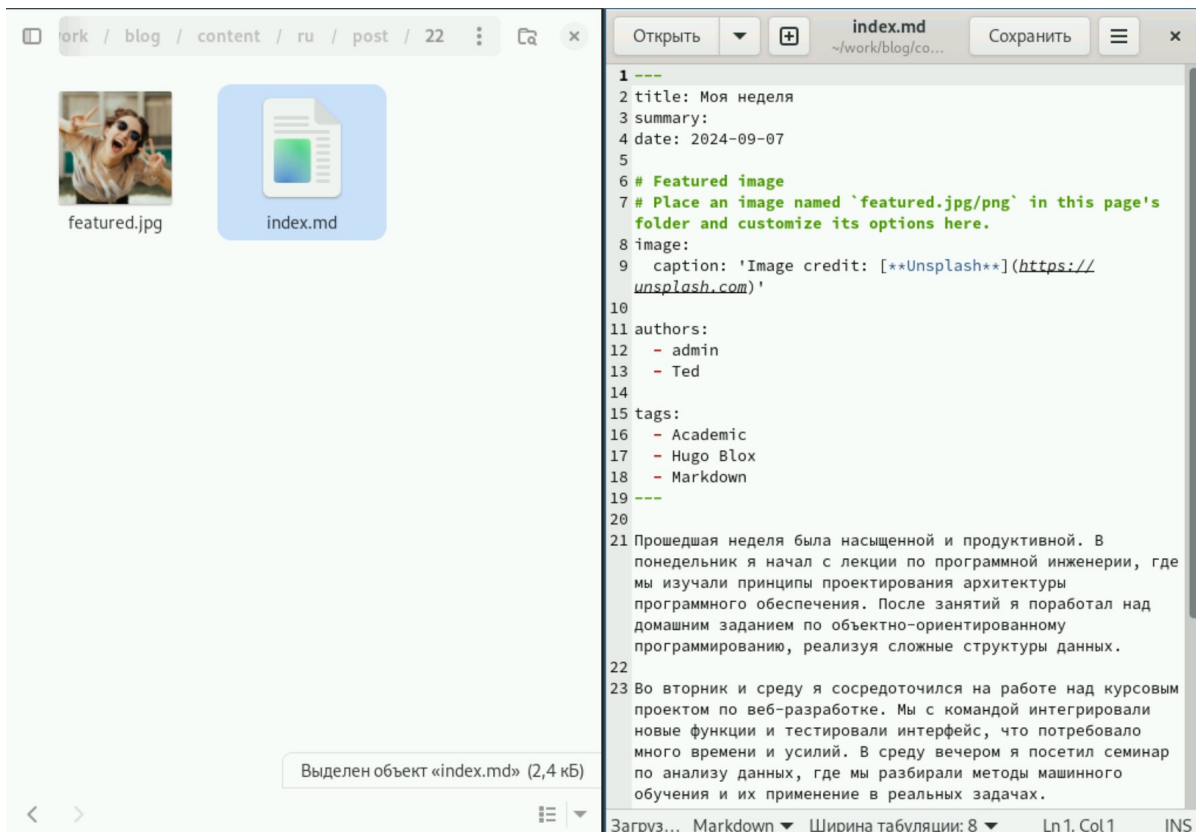 ork / blog / content / ru / post / 22
featured.jpg
index.md
Выделен объект «index.md» (2,4 кБ)
Открыть
index.md
~/work/blog/co...
Сохранить
1 ---
2 title: Моя неделя
3 summary:
4 date: 2024-09-07
5
6 # Featured image
7 # Place an image named `featured.jpg/png` in this page's
folder and customize its options here.
8 image:
9   caption: 'Image credit: [**Unsplash**](https://
unsplash.com)'
10
11 authors:
12   - admin
13   - Ted
14
15 tags:
16   - Academic
17   - Hugo Blox
18   - Markdown
19 ---
20
21 Прошедшая неделя была насыщенной и продуктивной. В
понедельник я начал с лекции по программной инженерии, где
мы изучали принципы проектирования архитектуры
программного обеспечения. После занятий я поработал над
домашним заданием по объектно-ориентированному
программированию, реализуя сложные структуры данных.
22
23 Во вторник и среду я сосредоточился на работе над курсовым
проектом по веб-разработке. Мы с командой интегрировали
новые функции и тестировали интерфейс, что потребовало
много времени и усилий. В среду вечером я посетил семинар
по анализу данных, где мы разбирали методы машинного
обучения и их применение в реальных задачах.
Загруз... Markdown Ширина табуляции: 8 Ln 1, Col 1 INS